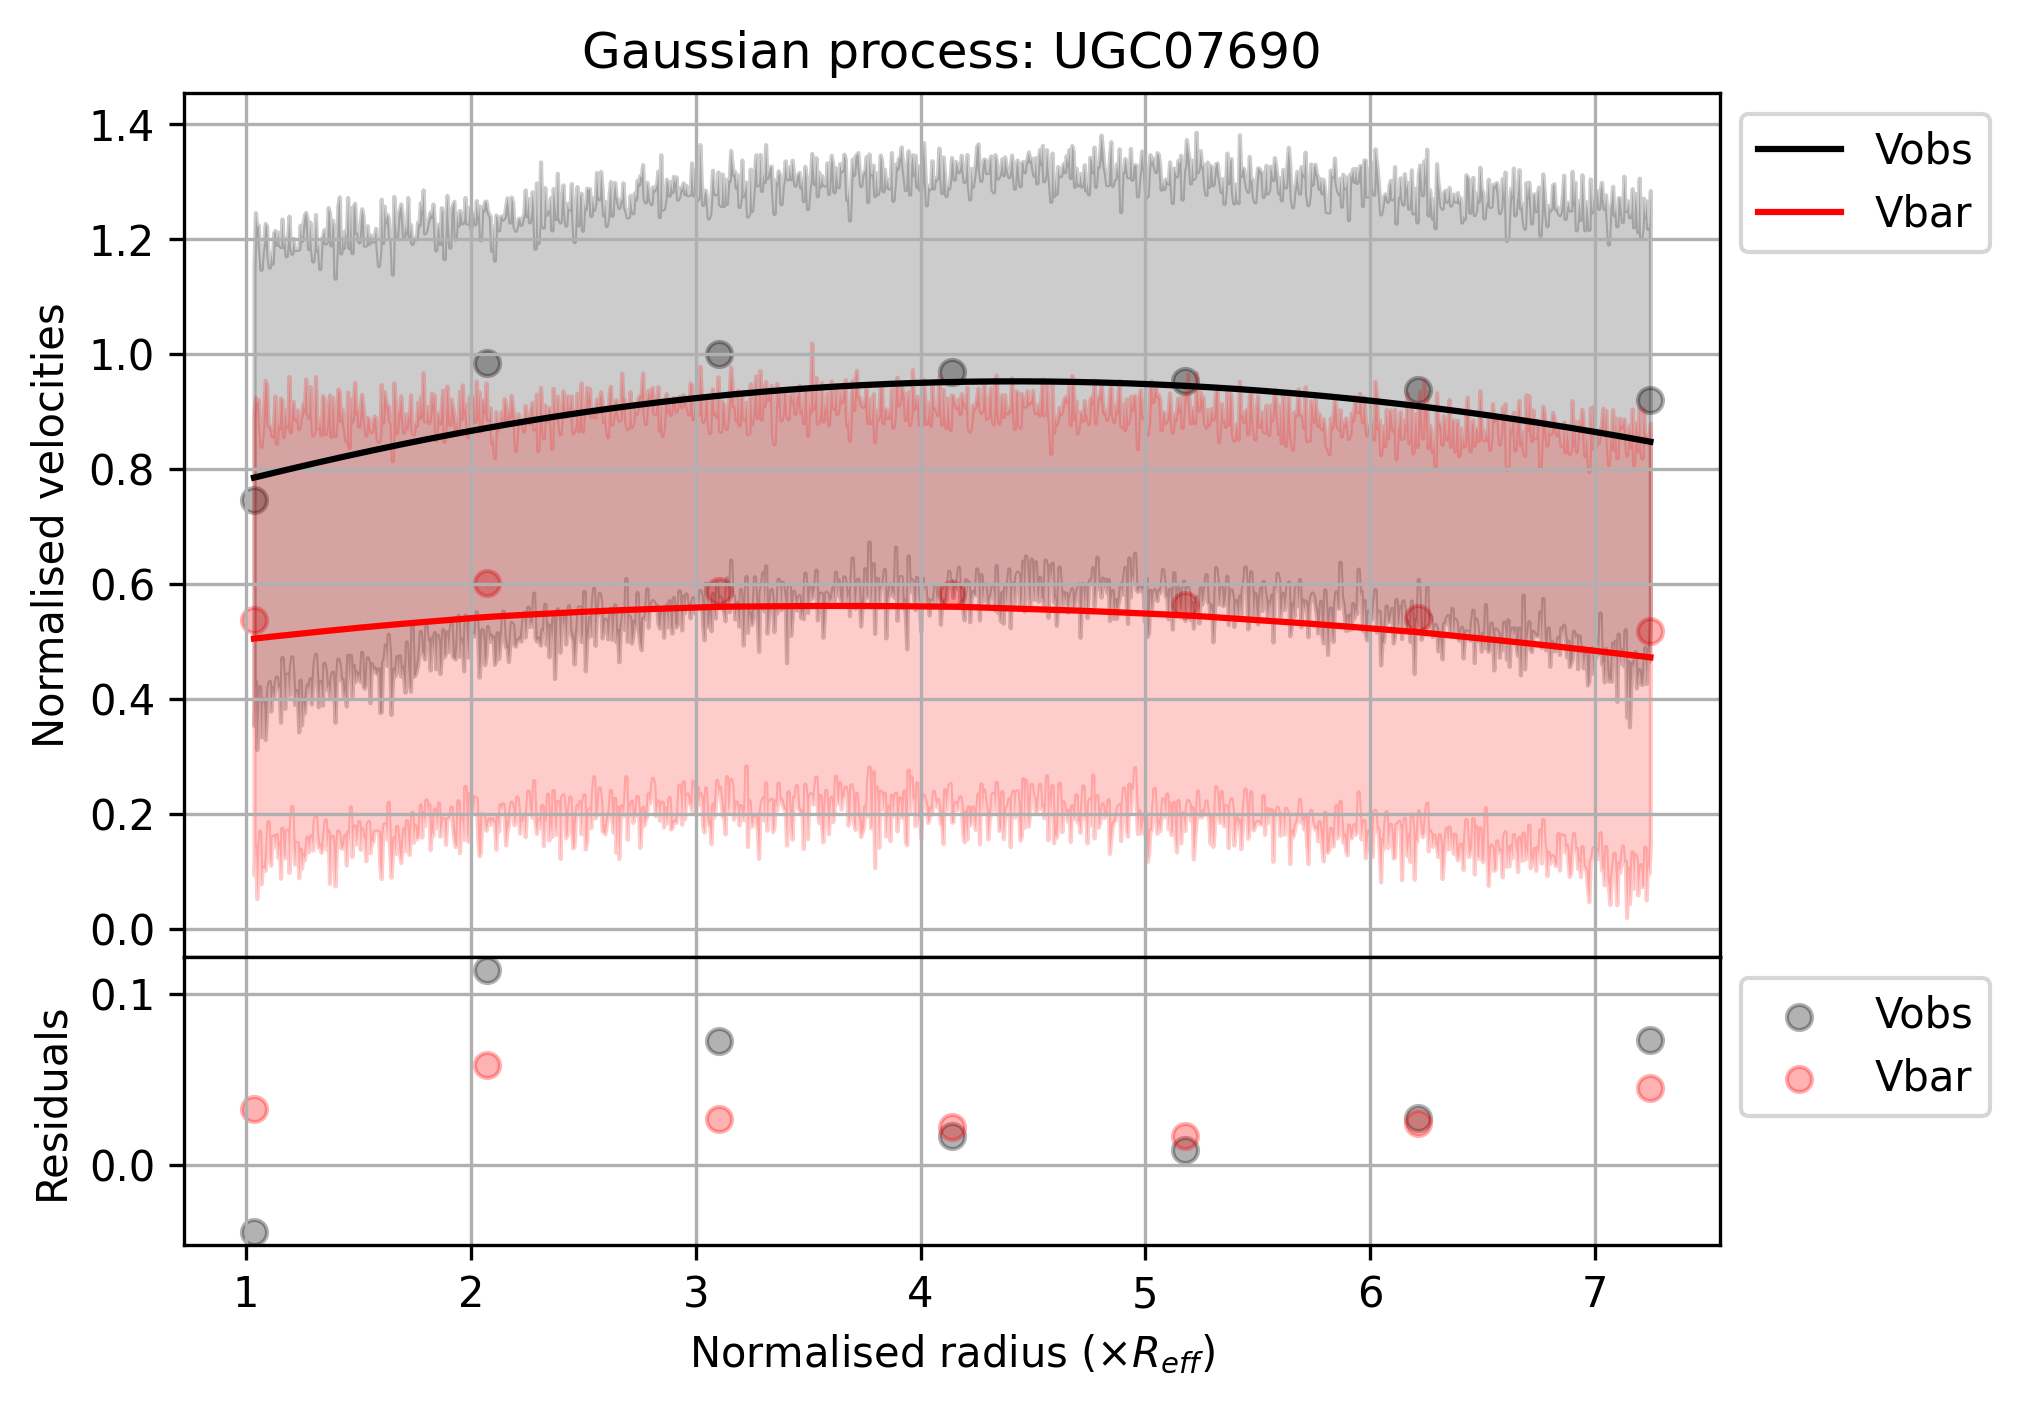 Gaussian process: UGC07690
1.4
1.2
1.0
0.8
0.6
0.4
0.2
0.0
Normalised velocities
Vobs
Vbar
0.1
0.0
Residuals
Vobs
Vbar
1 2 3 4 5 6 7
Normalised radius (×R_eff)